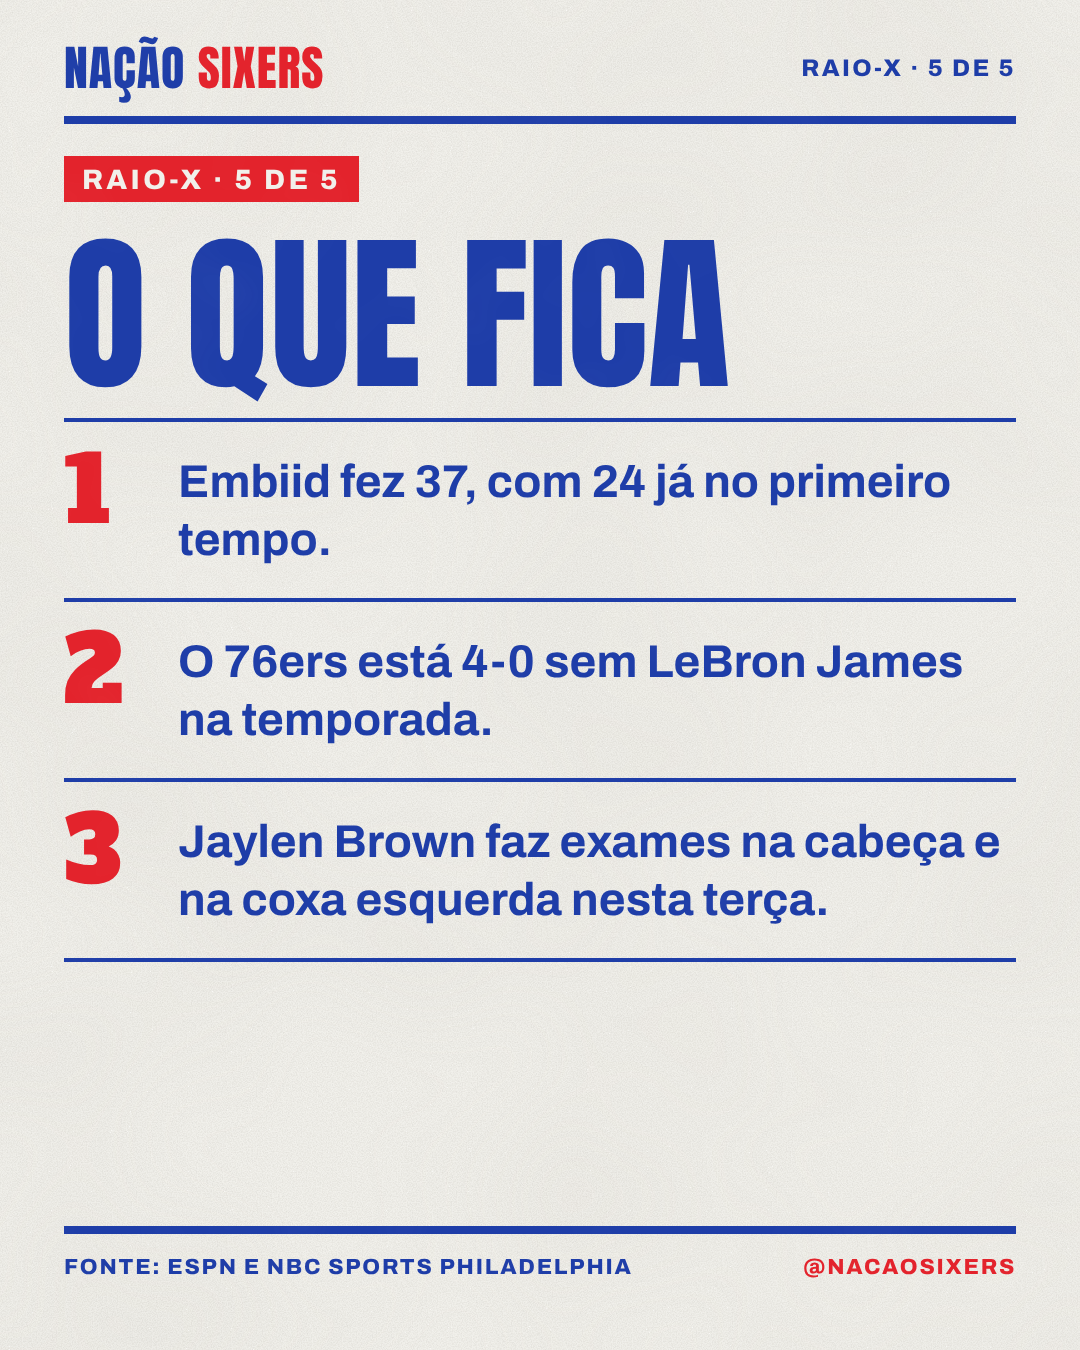 NAÇÃO SIXERS
RAIO-X · 5 DE 5
RAIO-X · 5 DE 5
O QUE FICA
1
Embiid fez 37, com 24 já no primeiro
tempo.
2
O 76ers está 4-0 sem LeBron James
na temporada.
3
Jaylen Brown faz exames na cabeça e
na coxa esquerda nesta terça.
FONTE: ESPN E NBC SPORTS PHILADELPHIA
@NACAOSIXERS